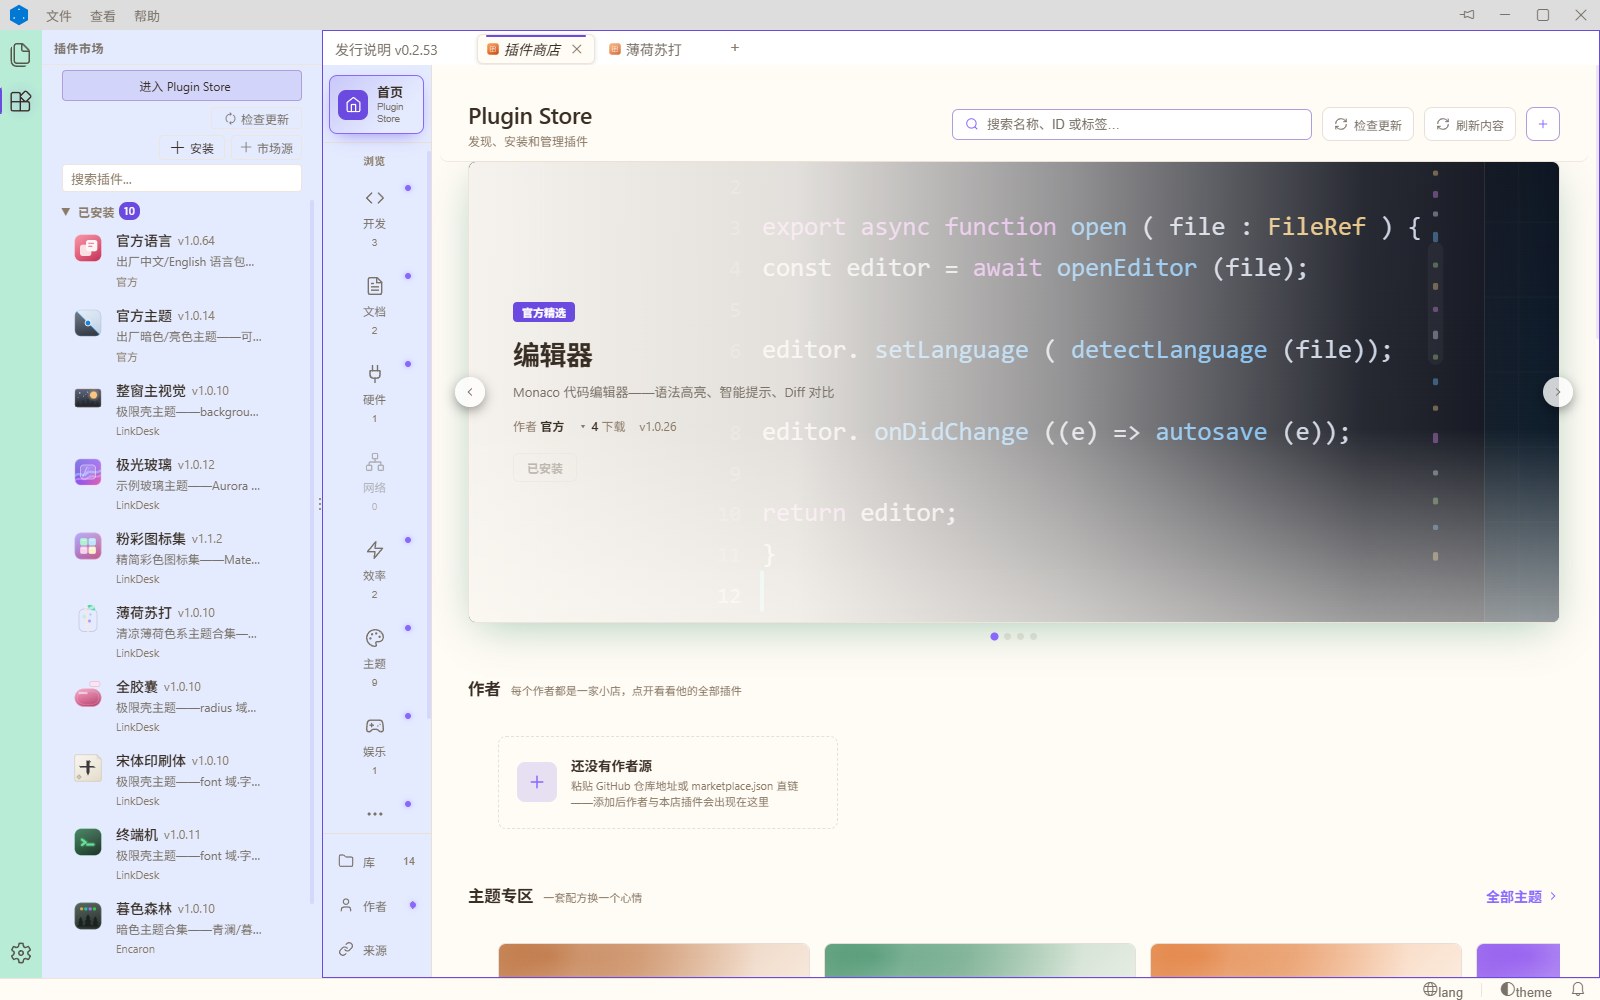 文件 查看 帮助
插件市场
进入 Plugin Store
检查更新
安装 市场源
搜索插件...
已安装 10
官方语言 v1.0.64
出厂中文/English 语言包...
官方
官方主题 v1.0.14
出厂暗色/亮色主题——可...
官方
整窗主视觉 v1.0.10
极限壳主题——backgrou...
LinkDesk
极光玻璃 v1.0.12
示例玻璃主题——Aurora ...
LinkDesk
粉彩图标集 v1.1.2
精简彩色图标集——Mate...
LinkDesk
薄荷苏打 v1.0.10
清凉薄荷色系主题合集—...
LinkDesk
全胶囊 v1.0.10
极限壳主题——radius 域...
LinkDesk
宋体印刷体 v1.0.10
极限壳主题——font 域·字...
LinkDesk
终端机 v1.0.11
极限壳主题——font 域·字...
LinkDesk
暮色森林 v1.0.10
暗色主题合集——青澜/暮...
Encaron
发行说明 v0.2.53
插件商店
薄荷苏打
首页
Plugin
Store
浏览
开发
3
文档
2
硬件
1
网络
0
效率
2
主题
9
娱乐
1
库 14
作者
来源
Plugin Store
发现、安装和管理插件
搜索名称、ID 或标签...
检查更新
刷新内容
官方精选
编辑器
Monaco 代码编辑器——语法高亮、智能提示、Diff 对比
作者 官方 4 下载 v1.0.26
已安装
2
3 export async function open ( file : FileRef ) {
4 const editor = await openEditor (file);
5
6 editor. setLanguage ( detectLanguage (file));
8 editor. onDidChange ((e) => autosave (e));
9
10 return editor;
11 }
12
作者 每个作者都是一家小店，点开看看他的全部插件
还没有作者源
粘贴 GitHub 仓库地址或 marketplace.json 直链
——添加后作者与本店插件会出现在这里
主题专区 一套配方换一个心情
全部主题
lang theme